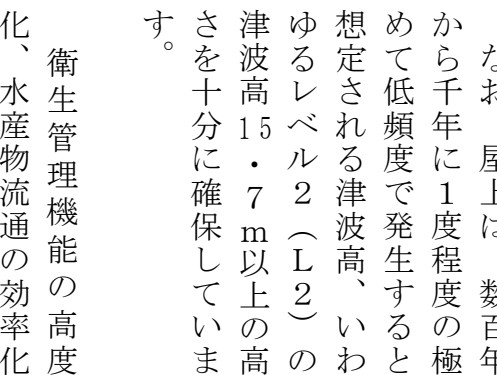 なお、屋上は、数百年
から千年に１度程度の極
めて低頻度で発生すると
想定される津波高、いわ
ゆるレベル２（Ｌ２）の
津波高15・７ｍ以上の高
さを十分に確保していま
す。
衛生管理機能の高度
化、水産物流通の効率化